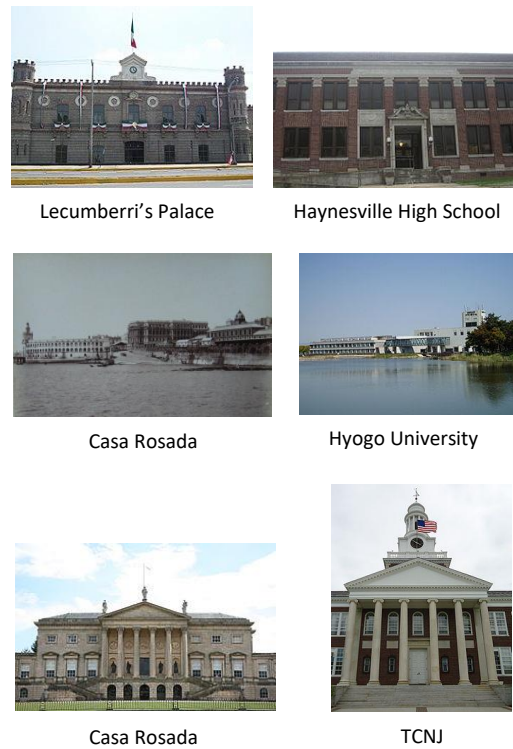 Lecumberri’s Palace
Haynesville High School
Casa Rosada
Hyogo University
Casa Rosada
TCNJ